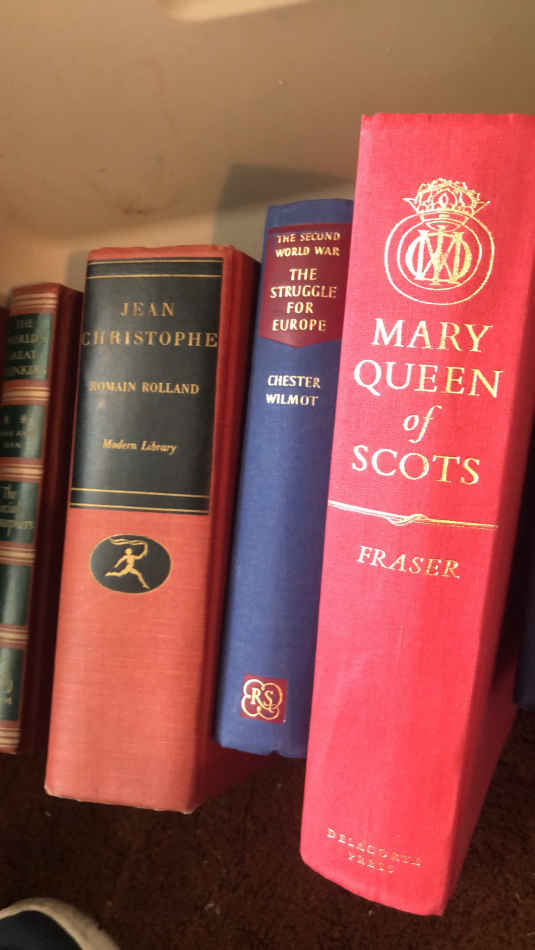 THE
WORLD'S
GREAT
THINKERS
The
JEAN
CHRISTOPHE
ROMAIN ROLLAND
Modern Library
THE SECOND
WORLD WAR
THE
STRUGGLE
FOR
EUROPE
CHESTER
WILMOT
RS
MARY
QUEEN
of
SCOTS
FRASER
DELACORTE
PRESS